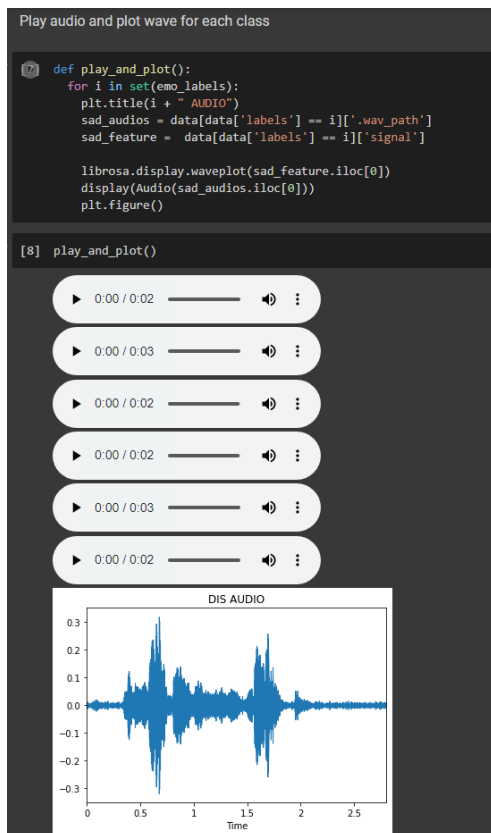 Play audio and plot wave for each class
def play_and_plot():
  for i in set(emo_labels):
    plt.title(i + " AUDIO")
    sad_audios = data[data['labels'] == i]['.wav_path']
    sad_feature =  data[data['labels'] == i]['signal']

    librosa.display.waveplot(sad_feature.iloc[0])
    display(Audio(sad_audios.iloc[0]))
    plt.figure()
[8] play_and_plot()
0:00 / 0:02
0:00 / 0:03
0:00 / 0:02
0:00 / 0:02
0:00 / 0:03
0:00 / 0:02
DIS AUDIO
0.3
0.2
0.1
0.0
−0.1
−0.2
−0.3
0 0.5 1 1.5 2 2.5
Time